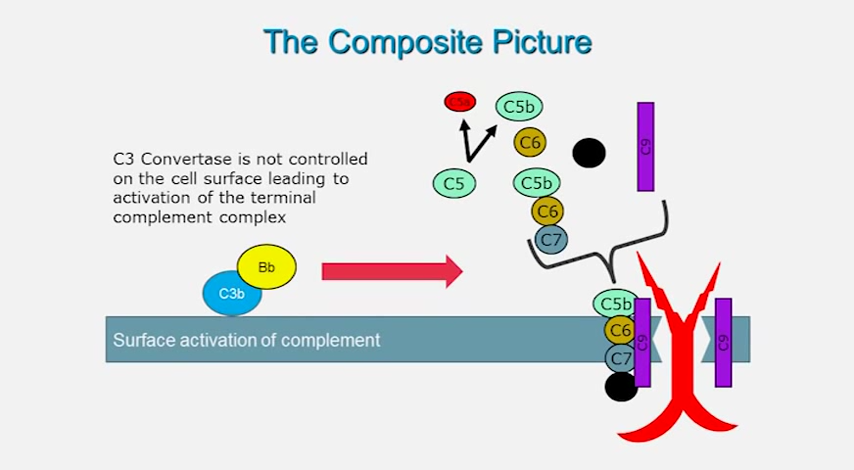 The Composite Picture
C3 Convertase is not controlled
on the cell surface leading to
activation of the terminal
complement complex
C5a
C5b
C6
C9
C5
C5b
C6
C7
Bb
C3b
C5b
Surface activation of complement
C6
C9
C9
C7